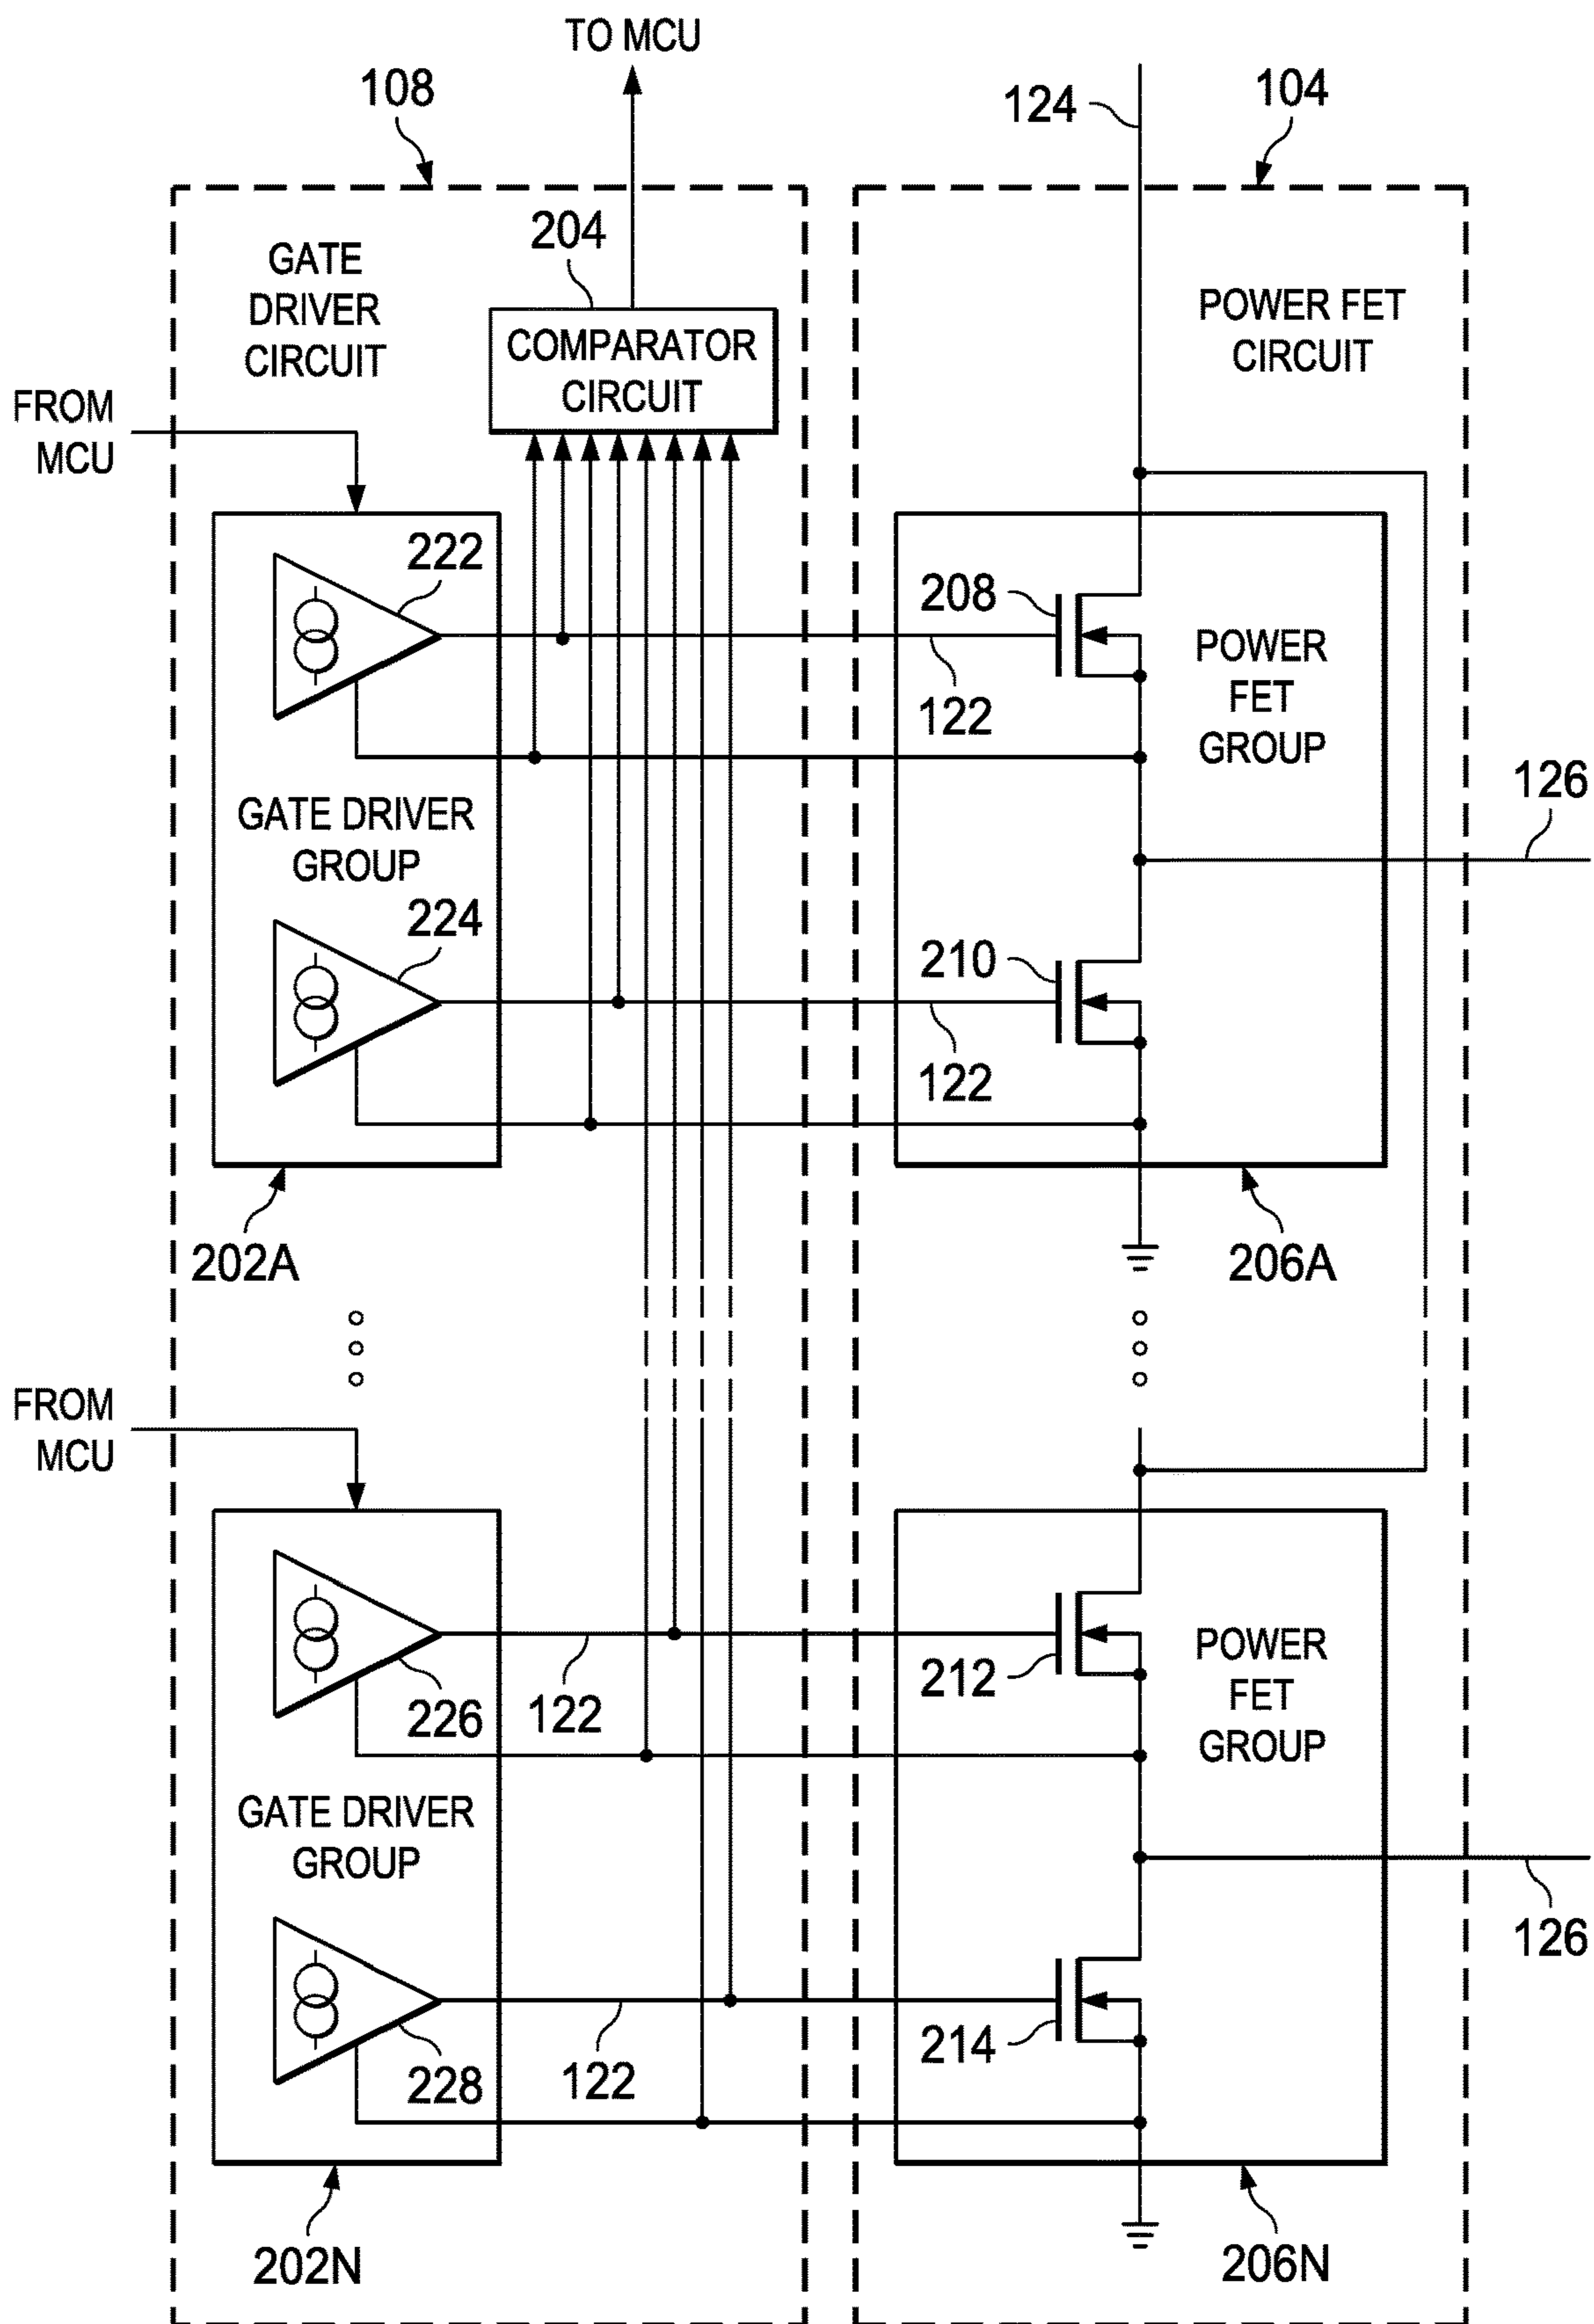 TO MCU
108
124
104
204
GATE
DRIVER
CIRCUIT
COMPARATOR
CIRCUIT
POWER FET
CIRCUIT
FROM
MCU
222
208
POWER
FET
GROUP
122
126
GATE DRIVER
GROUP
224
210
122
202A
206A
FROM
MCU
226
122
212
POWER
FET
GROUP
GATE DRIVER
GROUP
126
228
122
214
202N
206N